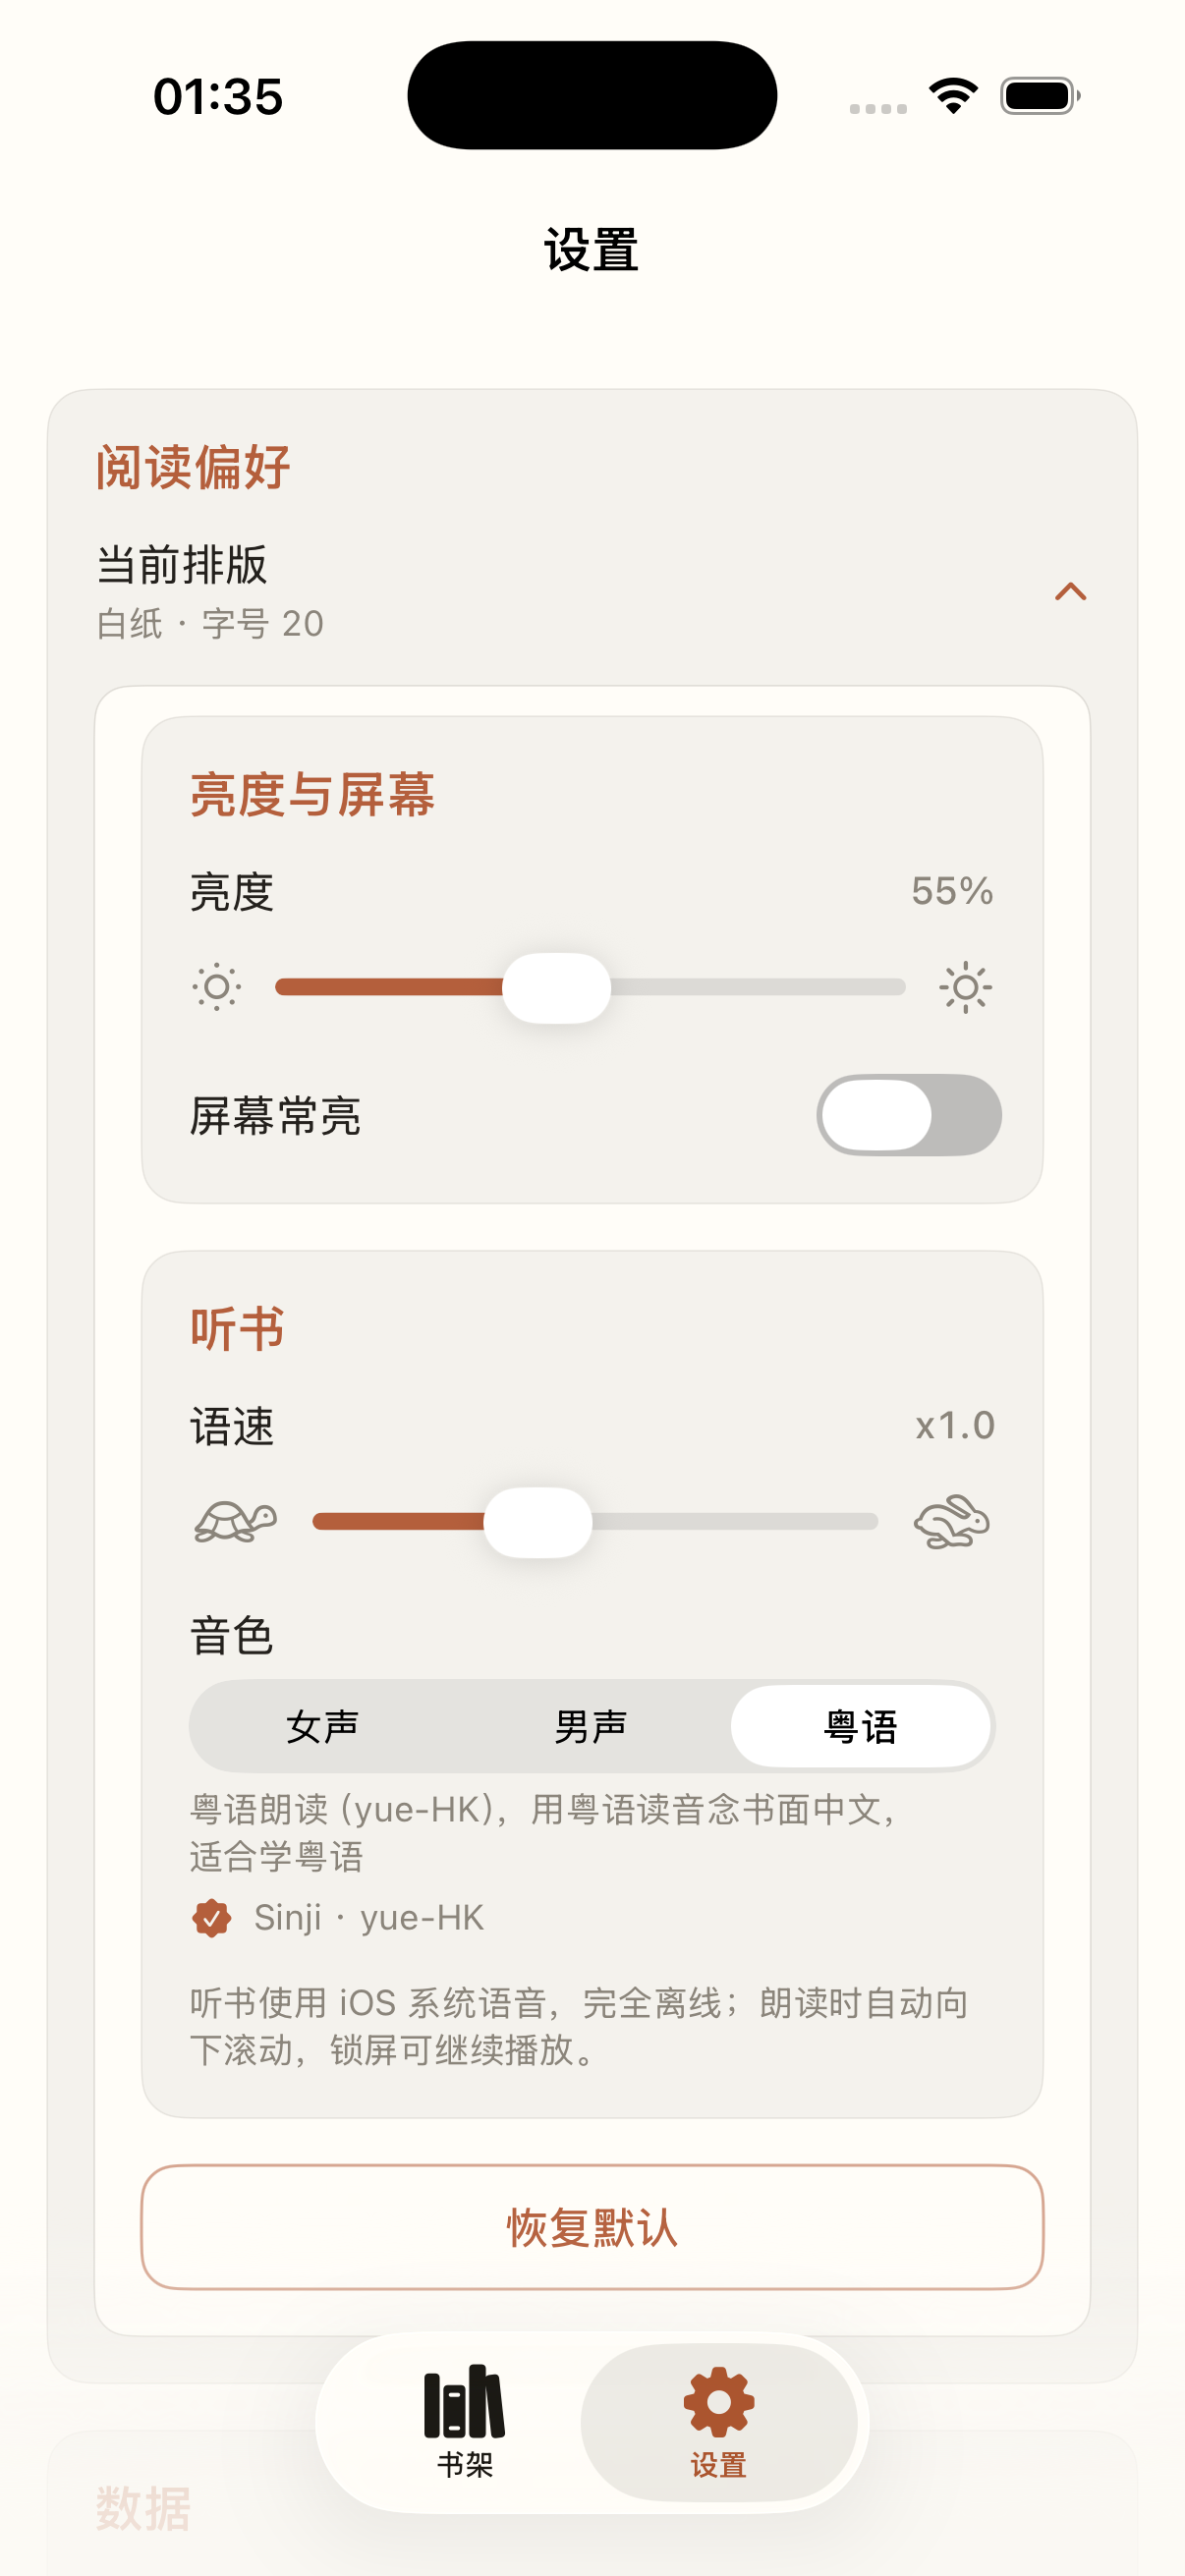 01:35
设置
阅读偏好
当前排版
白纸 · 字号 20
亮度与屏幕
亮度
55%
屏幕常亮
听书
语速
x1.0
音色
女声
男声
粤语
粤语朗读 (yue-HK)，用粤语读音念书面中文，
适合学粤语
Sinji · yue-HK
听书使用 iOS 系统语音，完全离线；朗读时自动向
下滚动，锁屏可继续播放。
恢复默认
书架
设置
数据